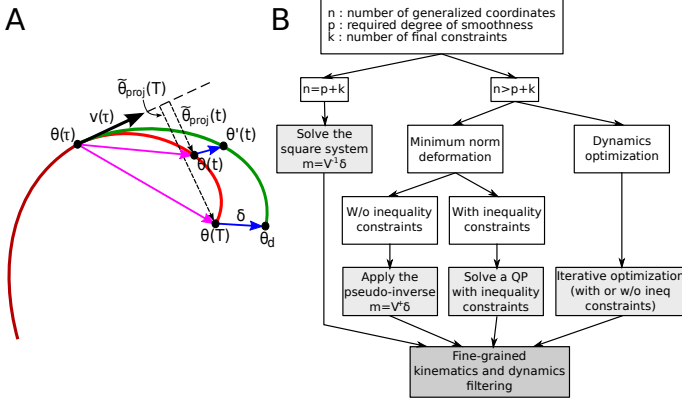 A
θ̃proj(T)
v(τ)
θ̃proj(t)
θ(τ)
θ'(t)
θ(t)
δ
θ(T)
θd
B
n : number of generalized coordinates
p : required degree of smoothness
k : number of final constraints
n=p+k
n>p+k
Solve the
square system
m=V⁻¹δ
Minimum norm
deformation
Dynamics
optimization
W/o inequality
constraints
With inequality
constraints
Apply the
pseudo-inverse
m=V⁺δ
Solve a QP
with inequality
constraints
Iterative optimization
(with or w/o ineq
constraints)
Fine-grained
kinematics and dynamics
filtering